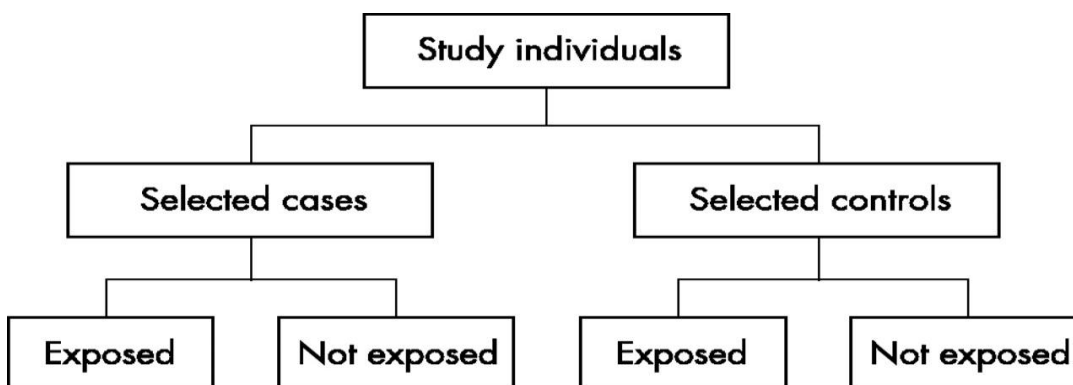 Study individuals
Selected cases
Selected controls
Exposed
Not exposed
Exposed
Not exposed